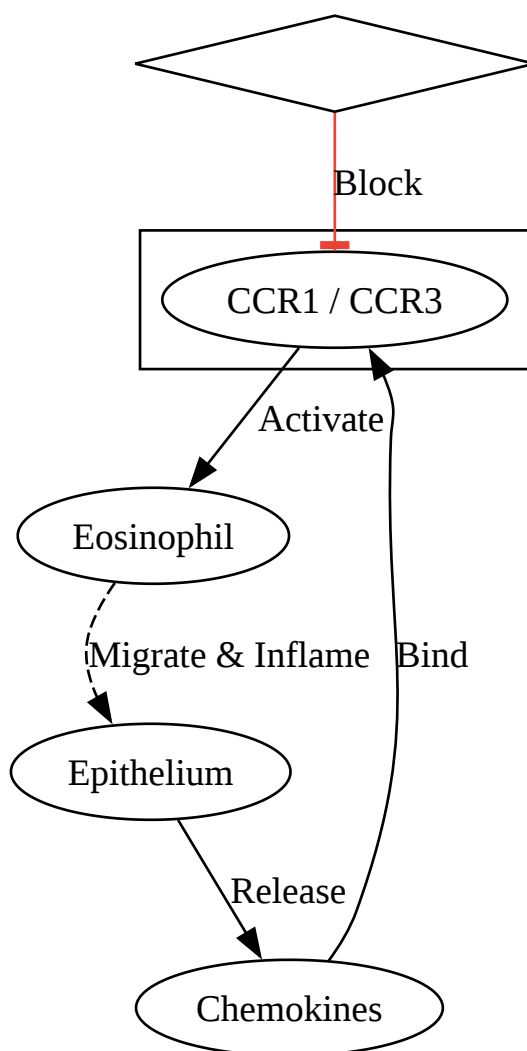 Block
CCR1 / CCR3
Activate
Eosinophil
Migrate & Inflame
Bind
Epithelium
Release
Chemokines